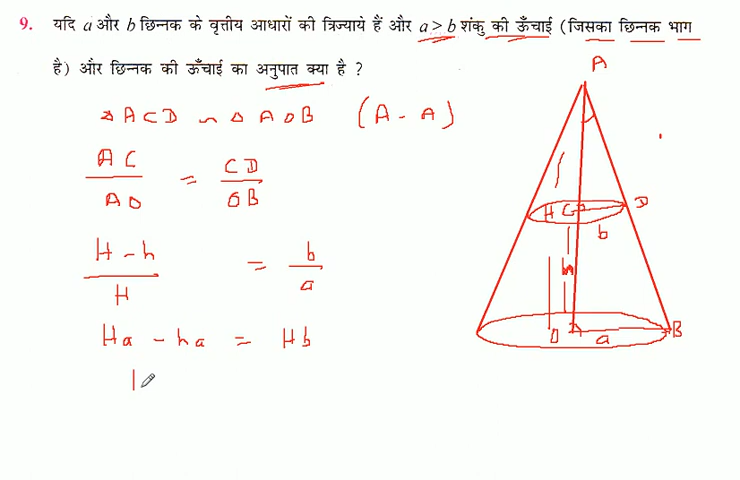 9. यदि a और b छिन्नक के वृत्तीय आधारों की त्रिज्याये हैं और a > b शंकु की ऊँचाई (जिसका छिन्नक भाग
है) और छिन्नक की ऊँचाई का अनुपात क्या है ?
△ACD ∽ △AOB (A - A)
AC/AO = CD/OB
H - h/H = b/a
Ha - ha = Hb
A
H C D
b
h
O a B